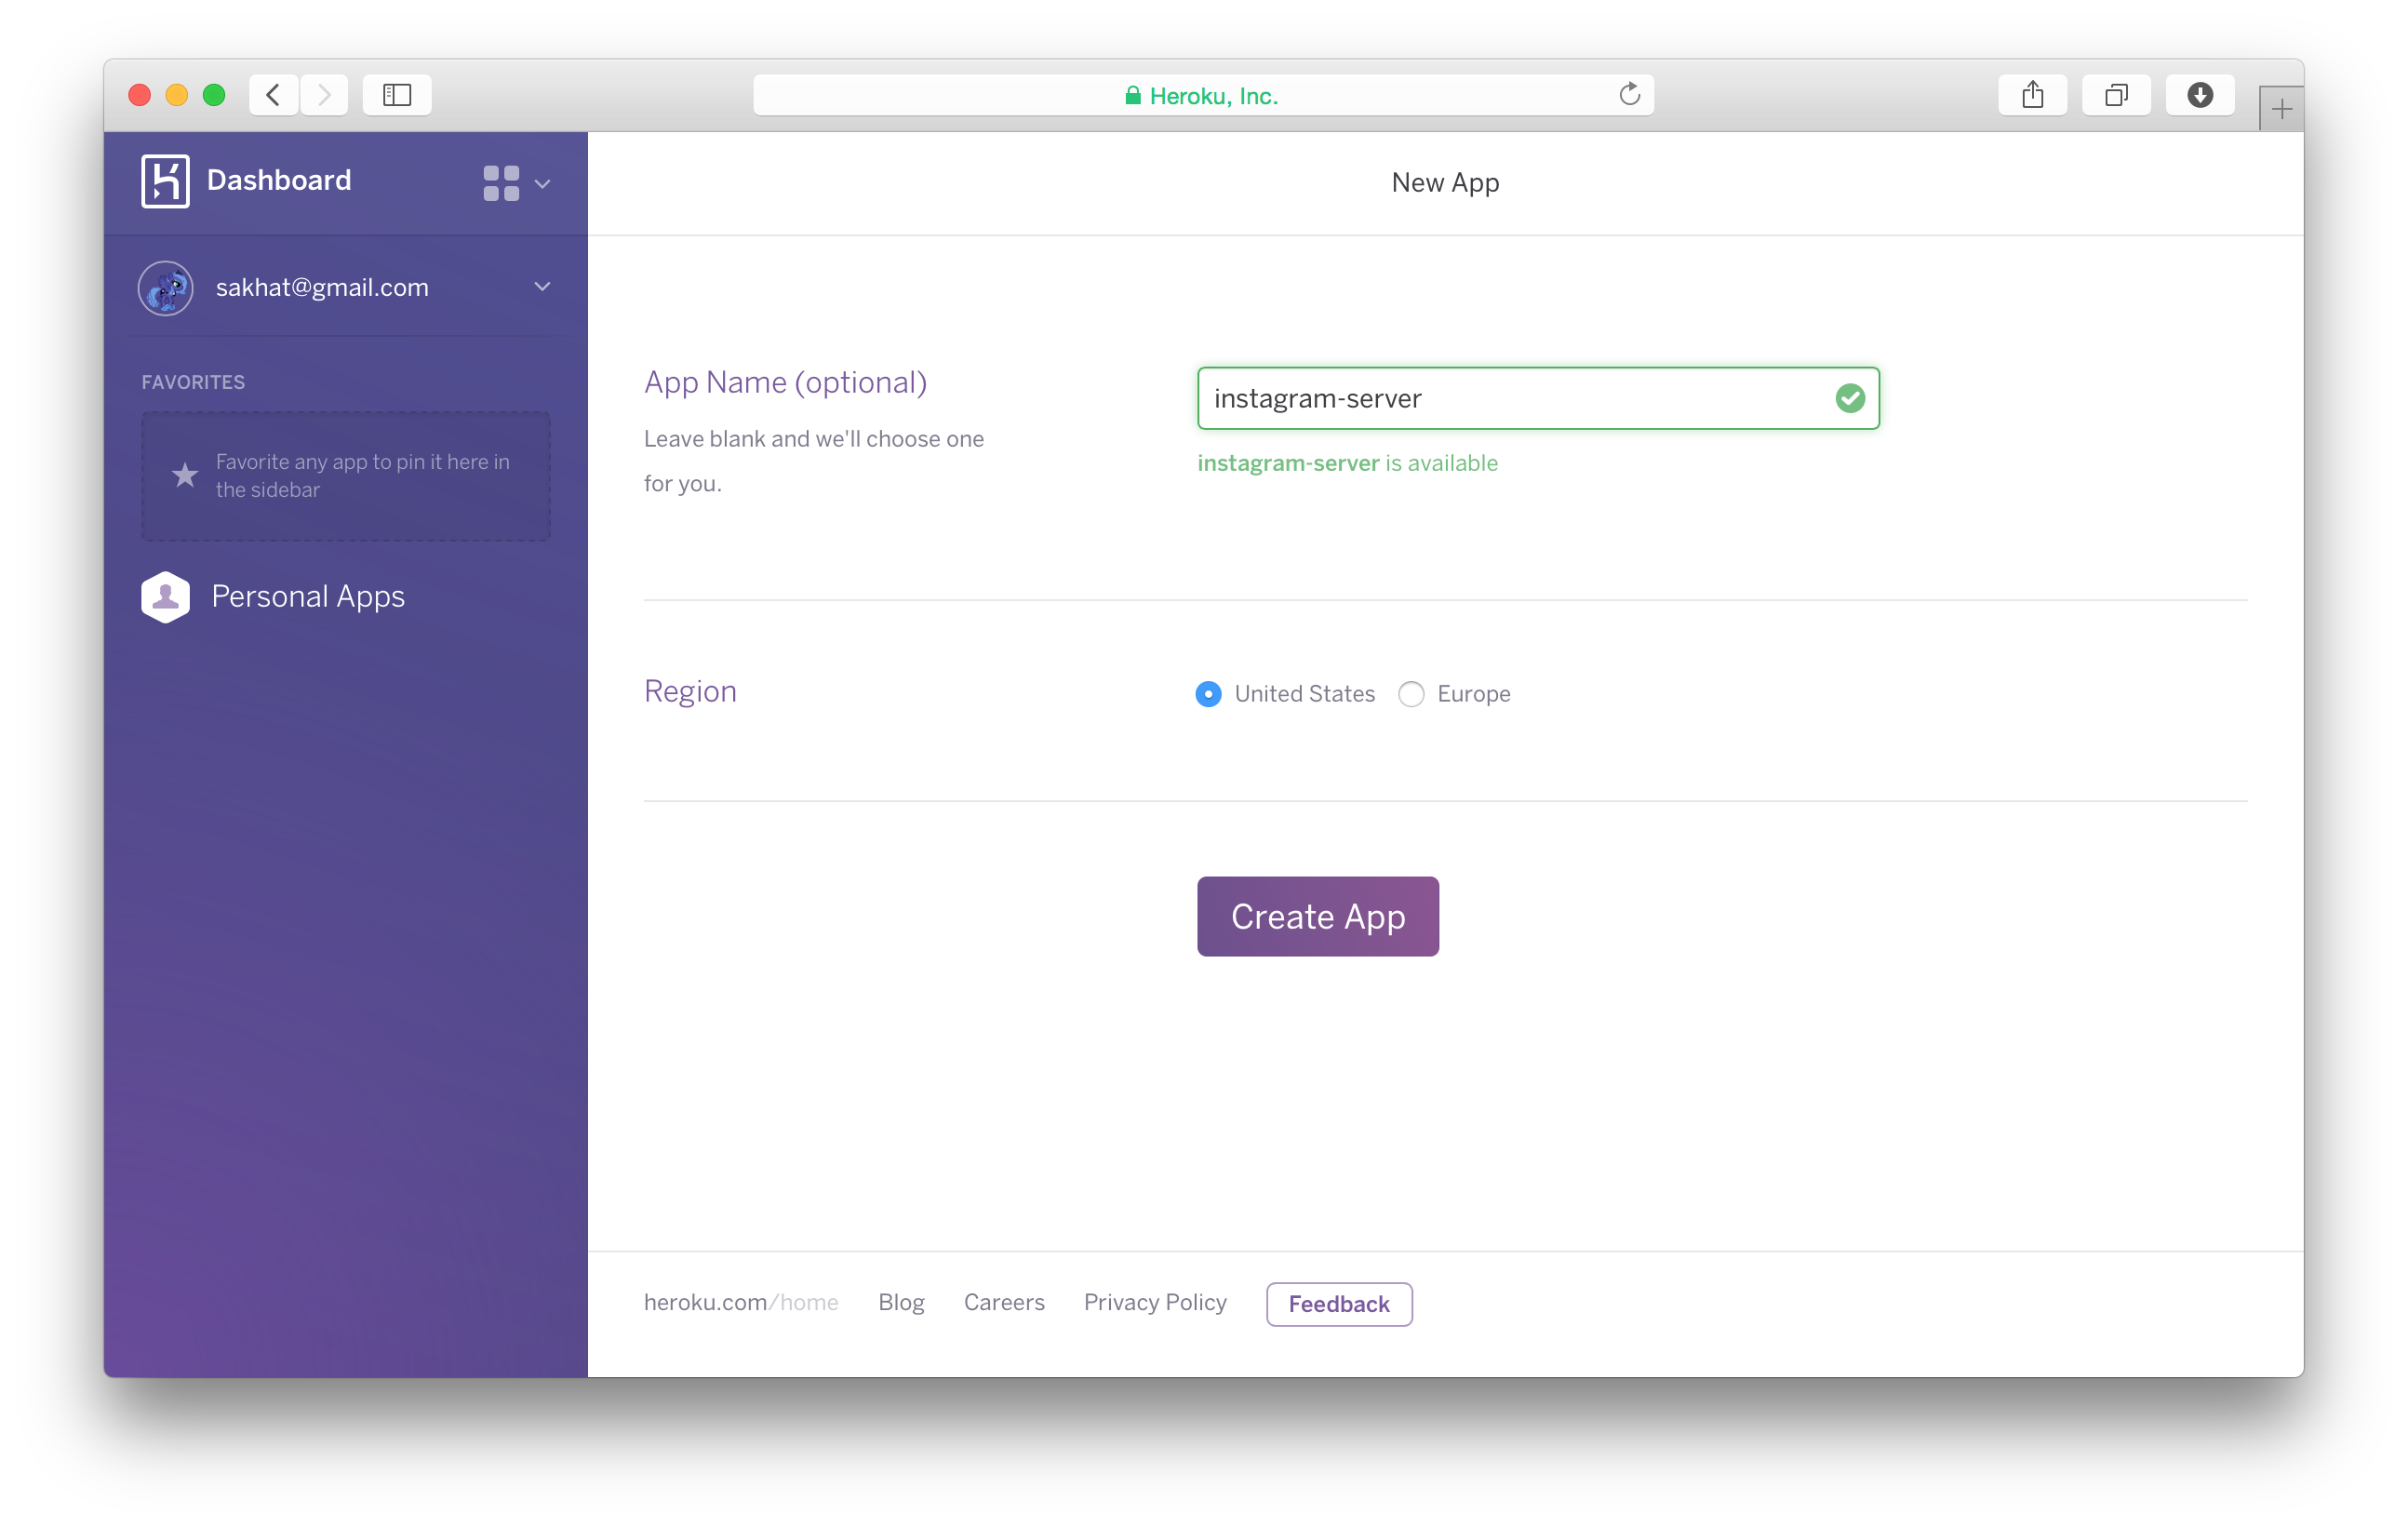 Heroku, Inc.
Dashboard
New App
sakhat@gmail.com
FAVORITES
Favorite any app to pin it here in
the sidebar
Personal Apps
App Name (optional)
Leave blank and we'll choose one
for you.
instagram-server
instagram-server is available
Region
United States
Europe
Create App
heroku.com/home
Blog
Careers
Privacy Policy
Feedback